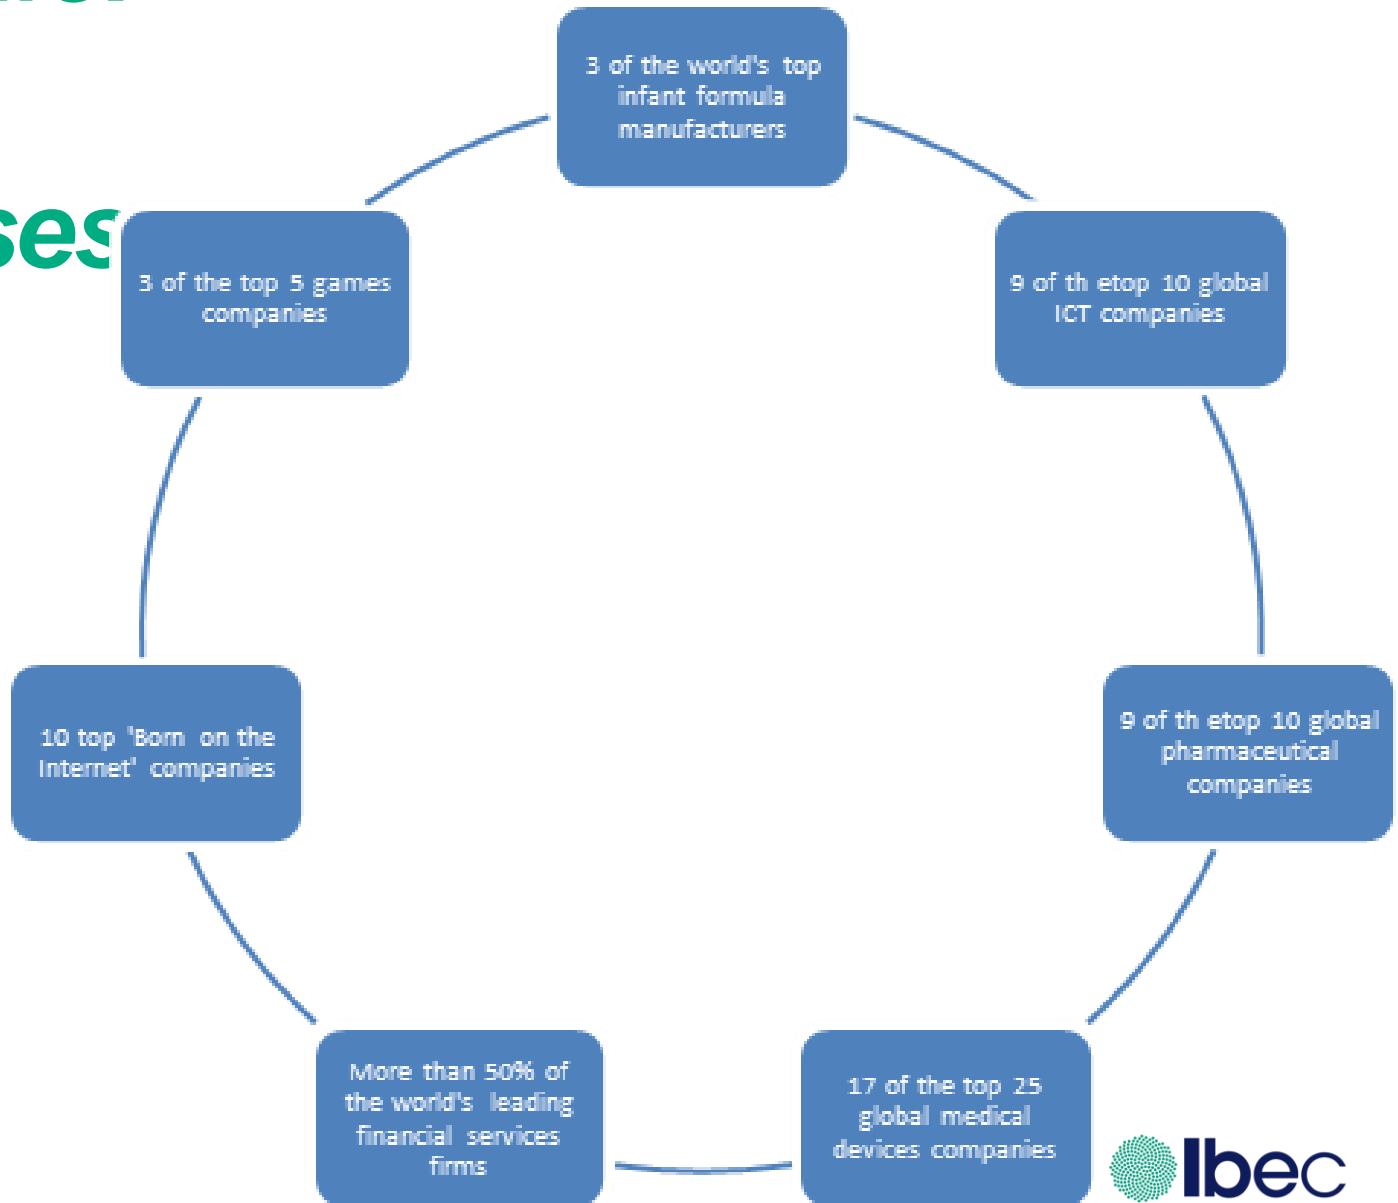 ses
3 of the world's top
infant formula
manufacturers
9 of th etop 10 global
ICT companies
9 of th etop 10 global
pharmaceutical
companies
17 of the top 25
global medical
devices companies
More than 50% of
the world's leading
financial services
firms
10 top 'Born on the
Internet' companies
3 of the top 5 games
companies
Ibec